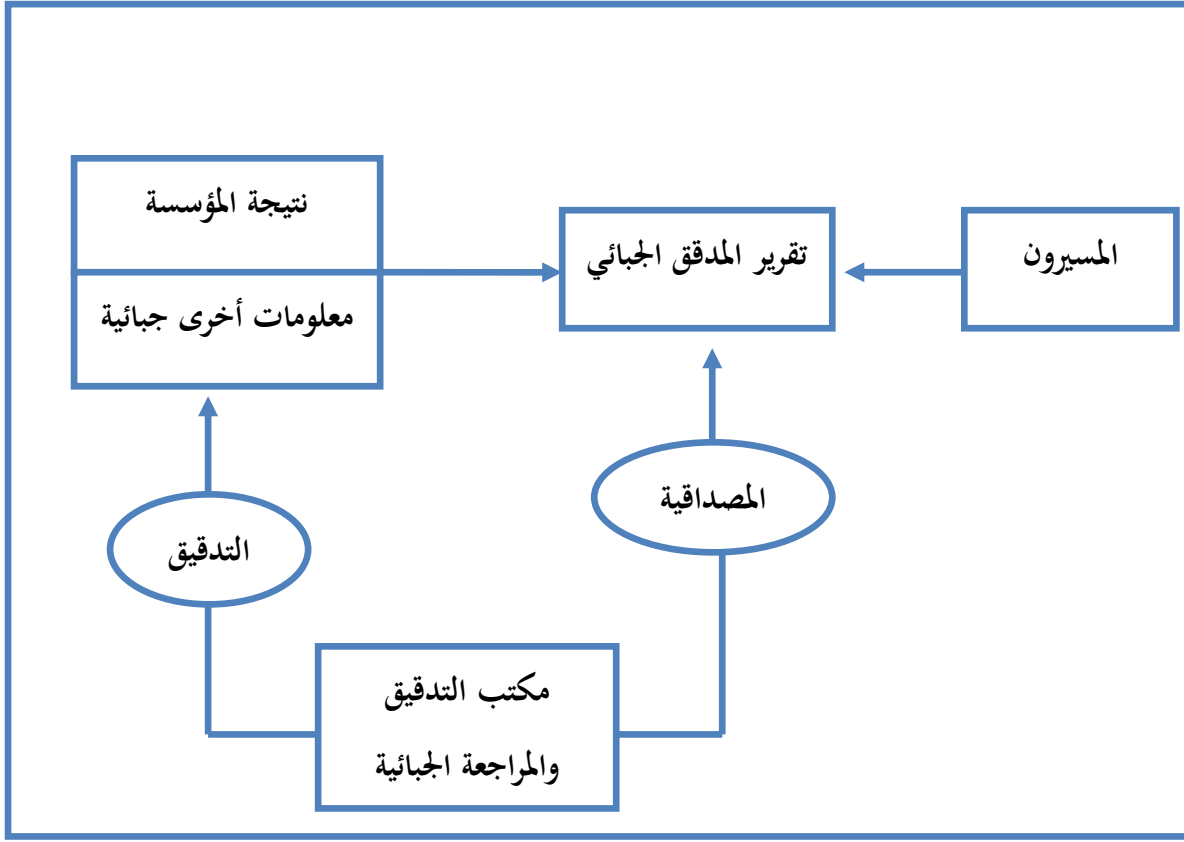 نتيجة المؤسسة
معلومات أخرى جبائية
تقرير المدقق الجبائي
المسيرون
المصداقية
التدقيق
مكتب التدقيق
والمراجعة الجبائية